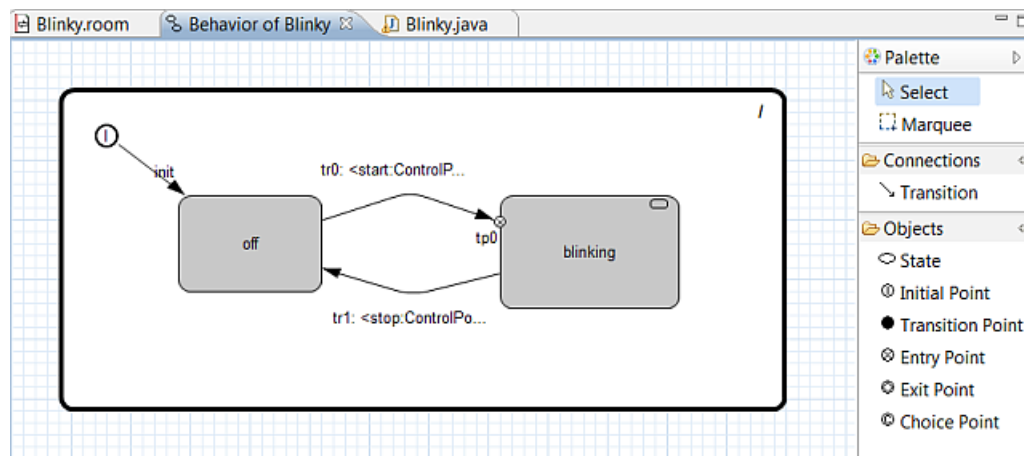 Blinky.room
Behavior of Blinky
Blinky.java
Palette
Select
Marquee
Connections
Transition
Objects
State
Initial Point
Transition Point
Entry Point
Exit Point
Choice Point
/
I
init
tr0: <start:ControlP...
off
tp0
blinking
tr1: <stop:ControlPo...